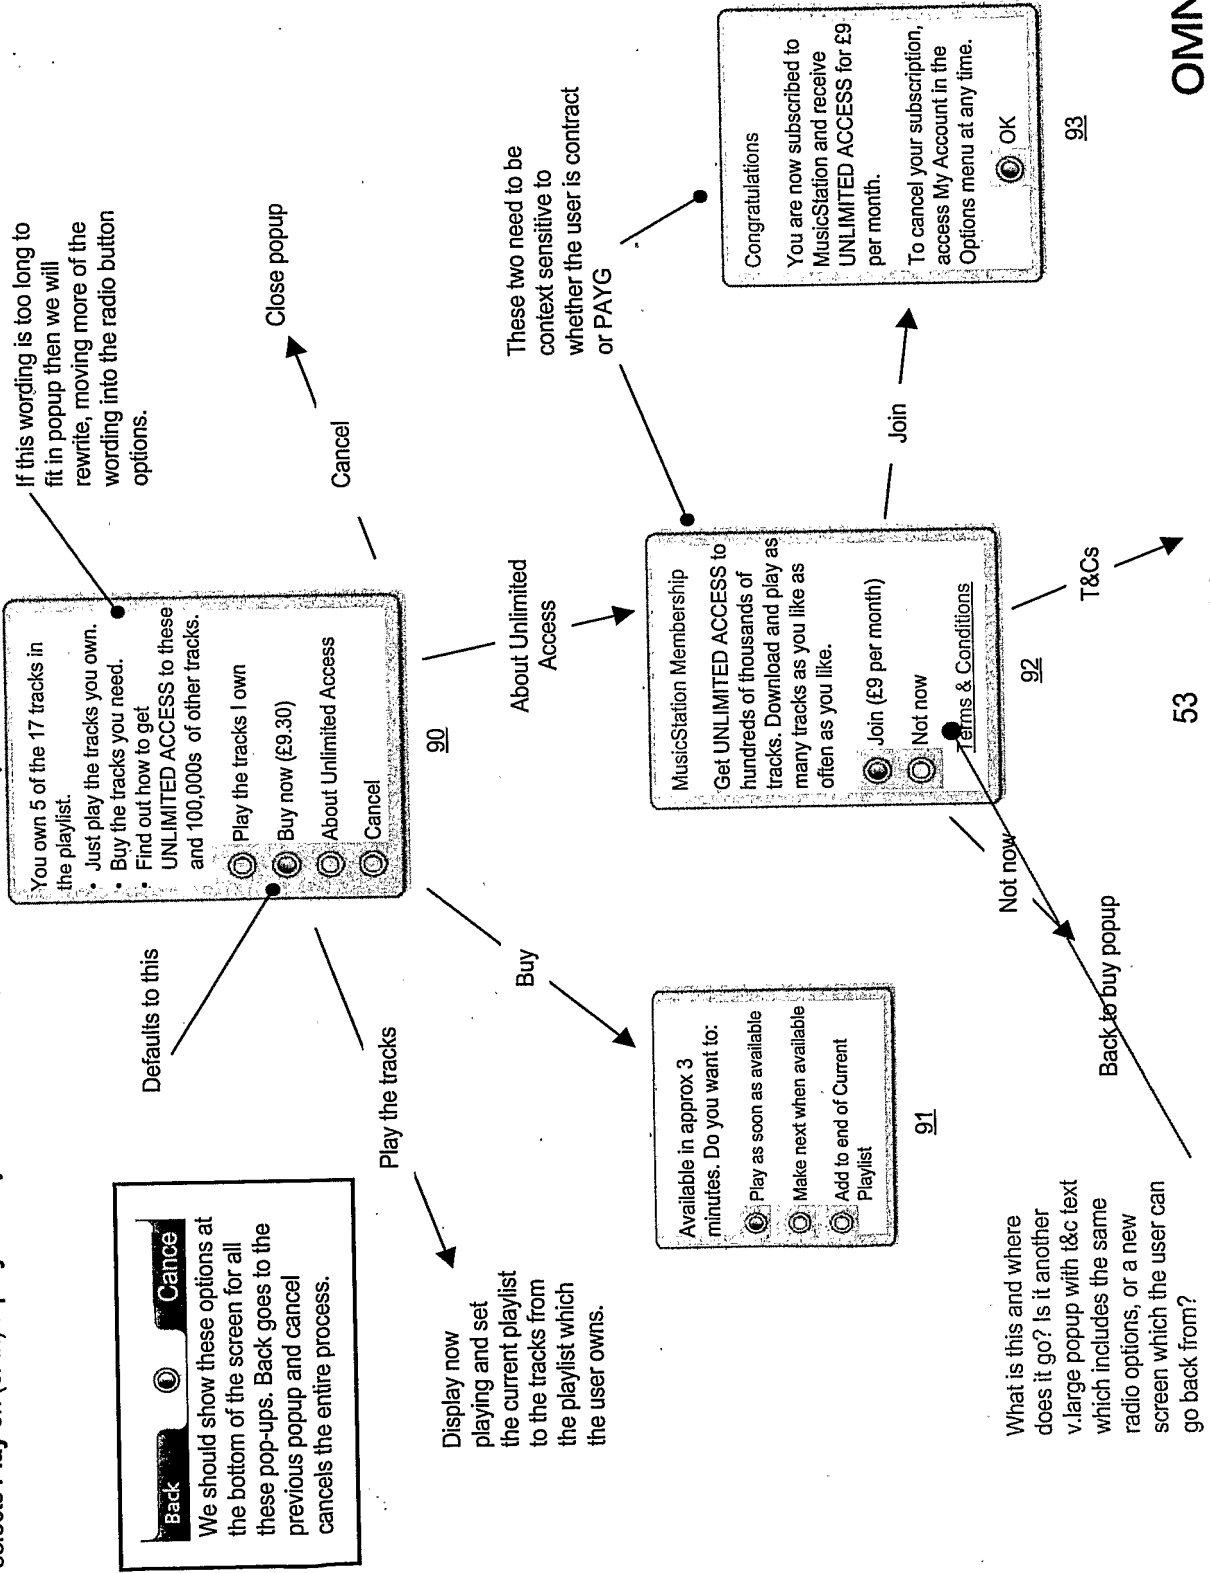 If this wording is too long to
fit in popup then we will
rewrite, moving more of the
wording into the radio button
options.
You own 5 of the 17 tracks in
the playlist.
• Just play the tracks you own.
• Buy the tracks you need.
• Find out how to get
UNLIMITED ACCESS to these
and 100,000s of other tracks.
Play the tracks I own
Buy now (£9.30)
About Unlimited Access
Cancel
90
Defaults to this
Cancel
Close popup
Back
Cance
We should show these options at
the bottom of the screen for all
these pop-ups. Back goes to the
previous popup and cancel
cancels the entire process.
Play the tracks
Display now
playing and set
the current playlist
to the tracks from
the playlist which
the user owns.
Buy
About Unlimited
Access
These two need to be
context sensitive to
whether the user is contract
or PAYG
Available in approx 3
minutes. Do you want to:
Play as soon as available
Make next when available
Add to end of Current
Playlist
91
MusicStation Membership
Get UNLIMITED ACCESS to
hundreds of thousands of
tracks. Download and play as
many tracks as you like as
often as you like.
Join (£9 per month)
Not now
Terms & Conditions
92
Join
Congratulations
You are now subscribed to
MusicStation and receive
UNLIMITED ACCESS for £9
per month.
To cancel your subscription,
access My Account in the
Options menu at any time.
OK
93
Not now
Back to buy popup
T&Cs
What is this and where
does it go? Is it another
v.large popup with t&c text
which includes the same
radio options, or a new
screen which the user can
go back from?
53